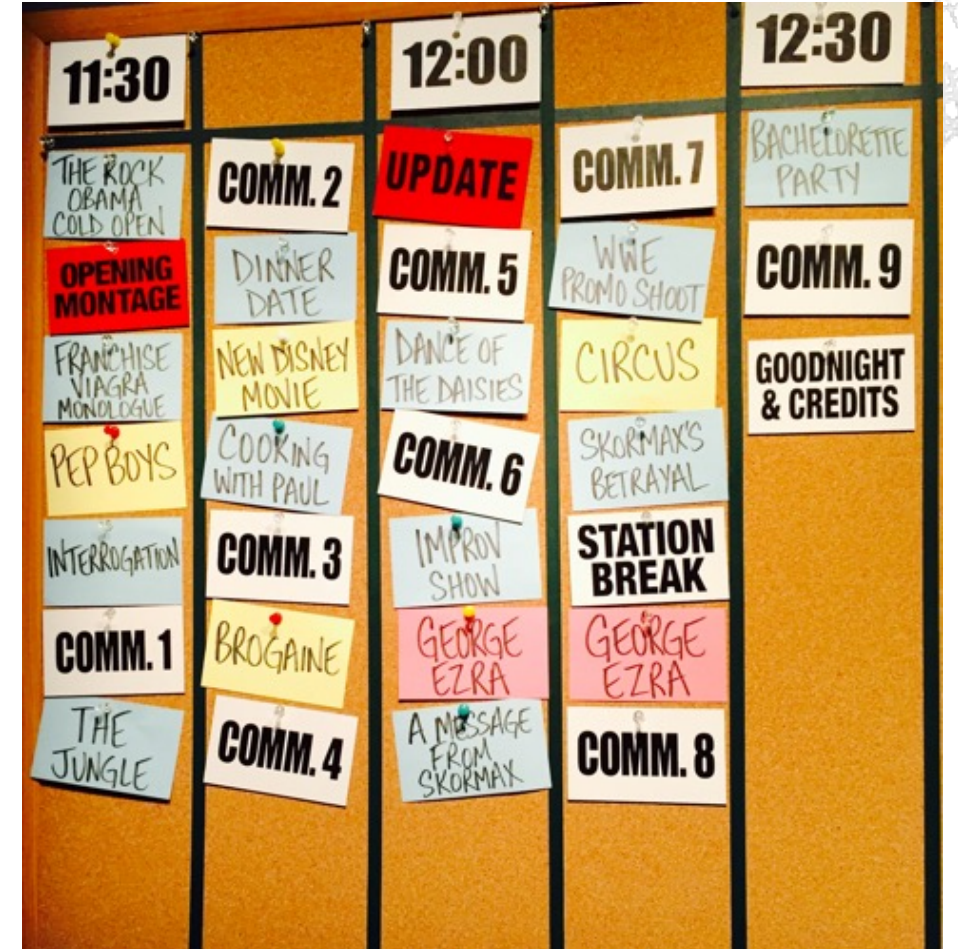 11:30
THE ROCK
OBAMA
COLD OPEN
OPENING
MONTAGE
FRANCHISE
VIAGRA
MONOLOGUE
PEP BOYS
INTERROGATION
COMM. 1
THE
JUNGLE
COMM. 2
DINNER
DATE
NEW DISNEY
MOVIE
COOKING
WITH PAUL
COMM. 3
BROGAINE
COMM. 4
12:00
UPDATE
COMM. 5
DANCE OF
THE DAISIES
COMM. 6
IMPROV
SHOW
GEORGE
EZRA
A MESSAGE
FROM
SKORMAX
COMM. 7
WWE
PROMO SHOOT
CIRCUS
SKORMAX'S
BETRAYAL
STATION
BREAK
GEORGE
EZRA
COMM. 8
12:30
BACHELORETTE
PARTY
COMM. 9
GOODNIGHT
& CREDITS